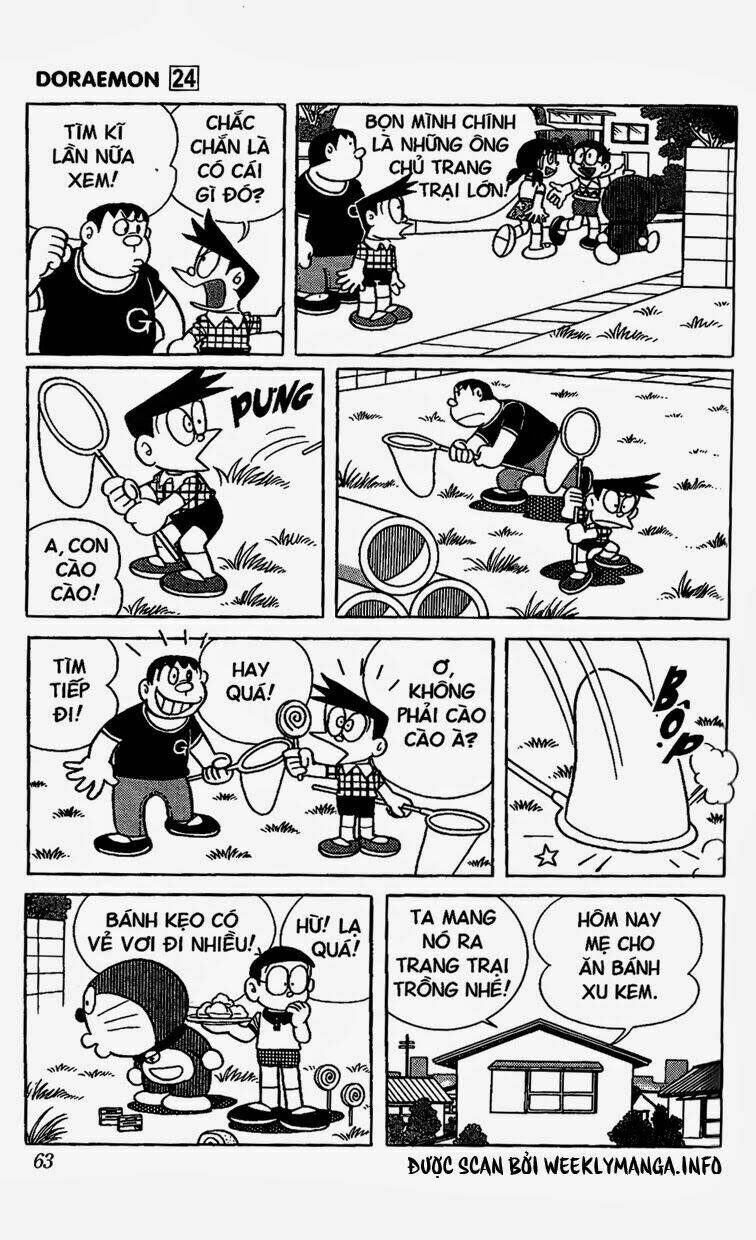 DORAEMON 24
BỌN MÌNH CHÍNH
LÀ NHỮNG ÔNG
CHỦ TRANG
TRẠI LỚN!
CHẮC
CHẮN LÀ
CÓ CÁI
GÌ ĐÓ?
TÌM KĨ
LẦN NỮA
XEM!
G
PƯNG
A, CON
CÀO
CÀO!
BỘP
Ơ,
KHÔNG
PHẢI CÀO
CÀO À?
HAY
QUÁ!
TÌM
TIẾP
ĐI!
G
HÔM NAY
MẸ CHO
ĂN BÁNH
XU KEM.
TA MANG
NÓ RA
TRANG TRẠI
TRỒNG NHÉ!
HỪ! LẠ
QUÁ!
BÁNH KẸO CÓ
VẺ VƠI ĐI NHIỀU!
63
ĐƯỢC SCAN BỞI WEEKLYMANGA.INFO